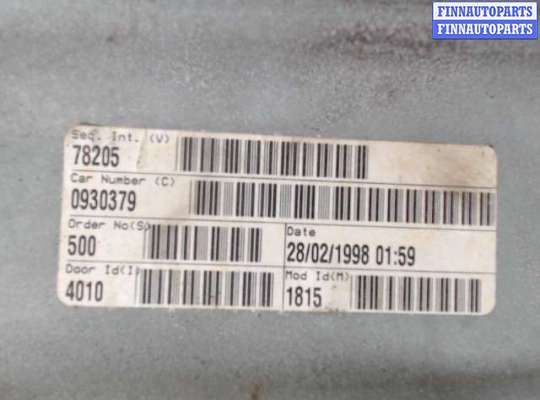 FINNAUTOPARTS
FINNAUTOPARTS
Seq. Int. (V)
78205
Car Number (C)
0930379
Order No(S)
500
Date
28/02/1998 01:59
Door Id(I)
4010
Mod Id(M)
1815